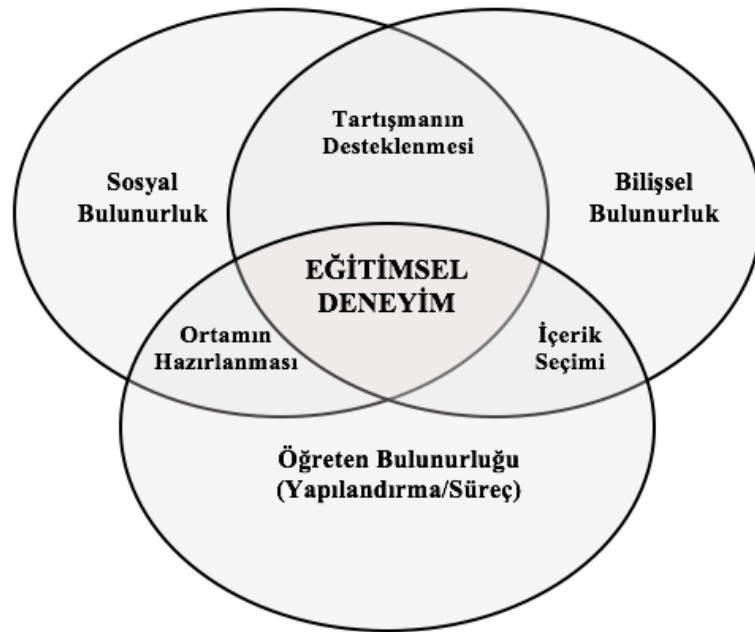 Tartışmanın
Desteklenmesi
Sosyal
Bulunurluk
Bilişsel
Bulunurluk
EĞİTİMSEL
DENEYİM
Ortamın
Hazırlanması
İçerik
Seçimi
Öğreten Bulunurluğu
(Yapılandırma/Süreç)